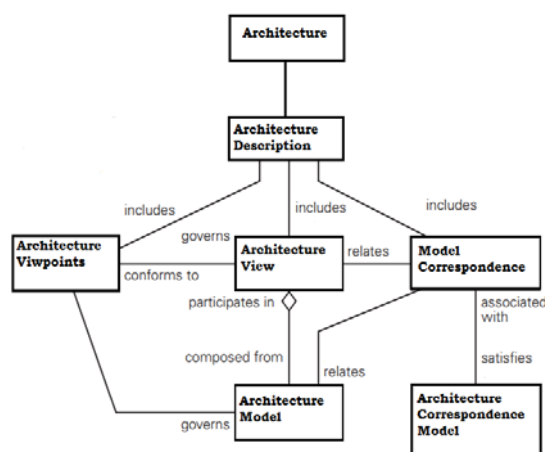 Architecture
Architecture
Description
includes
includes
includes
governs
Architecture
Viwpoints
conforms to
Architecture
View
relates
Model
Correspondence
participates in
associated
with
composed from
relates
satisfies
governs
Architecture
Model
Architecture
Correspondence
Model